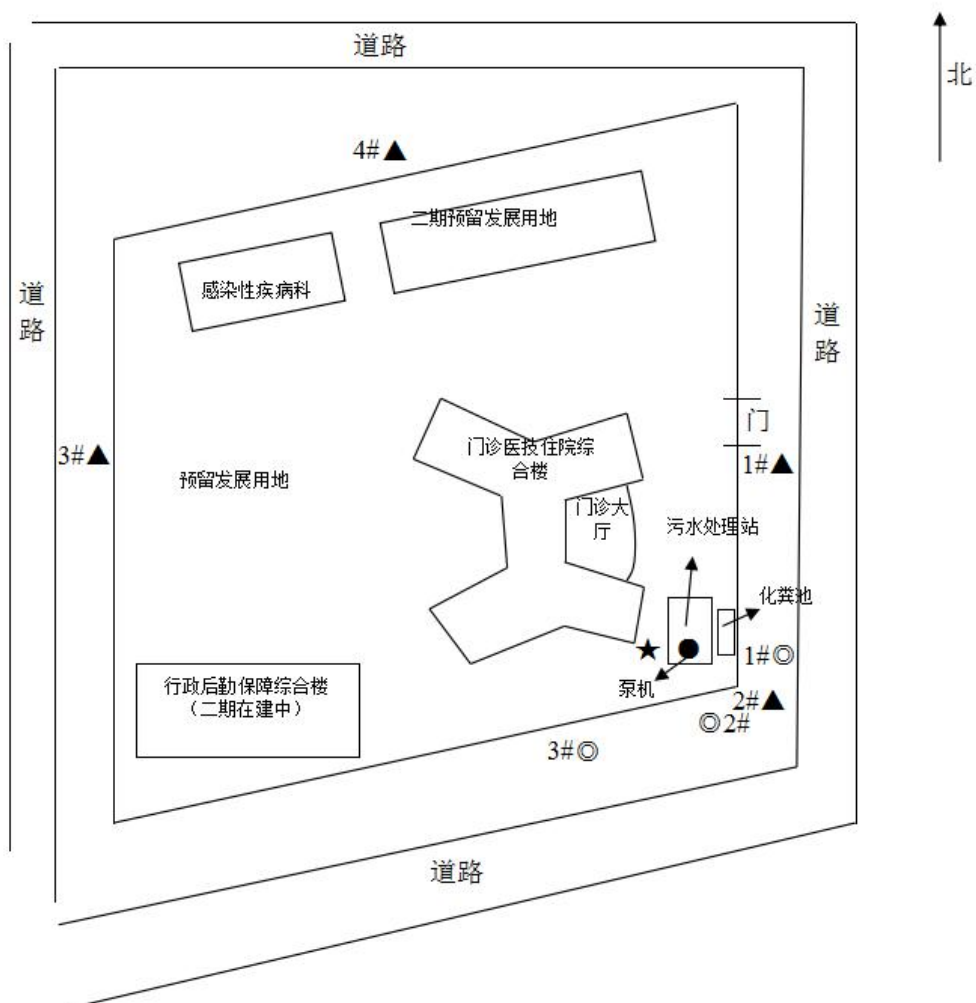 道路
北
4#▲
二期预留发展用地
感染性疾病科
道路
道路
门
门诊医技住院综
合楼
3#▲
1#▲
预留发展用地
门诊大
厅
污水处理站
化粪池
★
●
1#◎
行政后勤保障综合楼
（二期在建中）
泵机
2#▲
◎2#
3#◎
道路